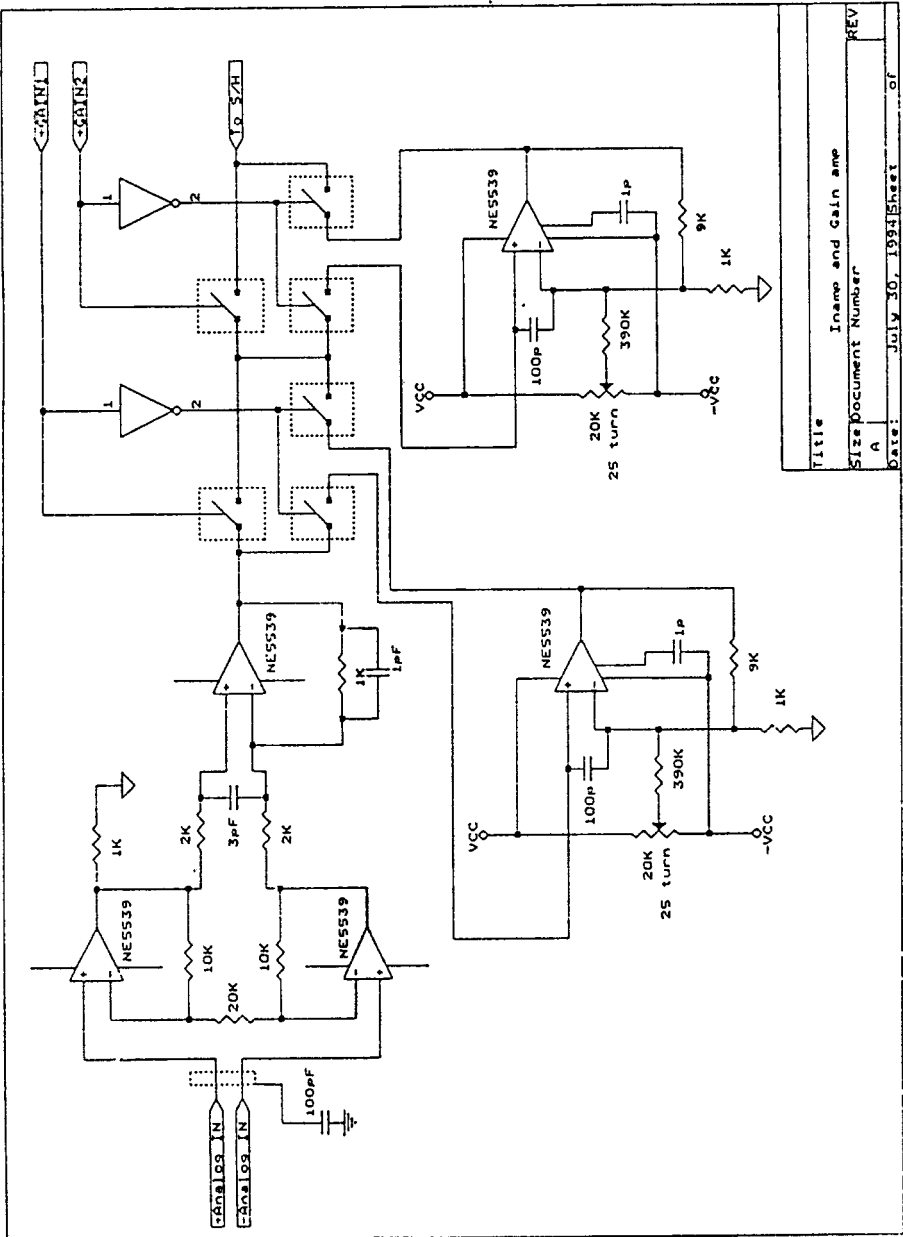 +GAIN1
+GAIN2
To S/H
1
2
1
2
NE5539
1p
9K
1K
100p
390K
VCC
-VCC
20K
25 turn
NE5539
1K
1pF
NE5539
1p
9K
1K
100p
390K
VCC
-VCC
20K
25 turn
1K
2K
3pF
2K
NE5539
10K
10K
NE5539
20K
100pF
+Analog IN
-Analog IN
+
-
+
-
+
-
+
-
+
-
Title
Inamp and Gain amp
Size
Document Number
REV
A
Date:
July 30, 1994
Sheet
of